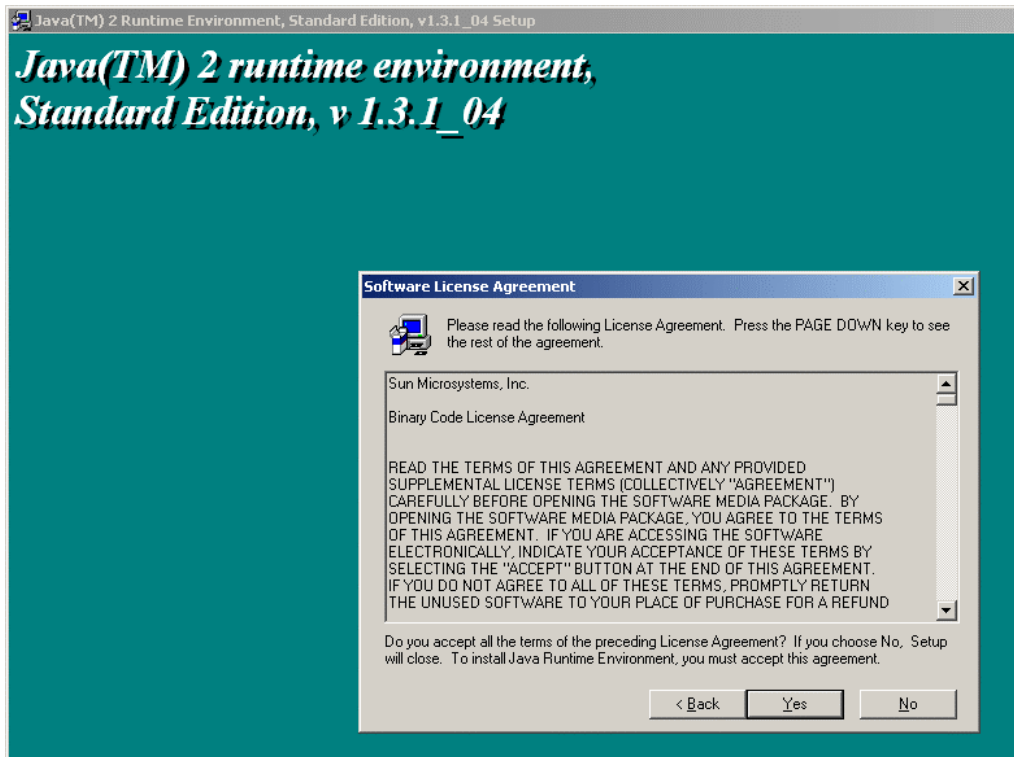 Java(TM) 2 Runtime Environment, Standard Edition, v1.3.1_04 Setup
Java(TM) 2 runtime environment,
Standard Edition, v 1.3.1_04
Software License Agreement
Please read the following License Agreement. Press the PAGE DOWN key to see
the rest of the agreement.
Sun Microsystems, Inc.
Binary Code License Agreement
READ THE TERMS OF THIS AGREEMENT AND ANY PROVIDED
SUPPLEMENTAL LICENSE TERMS (COLLECTIVELY "AGREEMENT")
CAREFULLY BEFORE OPENING THE SOFTWARE MEDIA PACKAGE. BY
OPENING THE SOFTWARE MEDIA PACKAGE, YOU AGREE TO THE TERMS
OF THIS AGREEMENT. IF YOU ARE ACCESSING THE SOFTWARE
ELECTRONICALLY, INDICATE YOUR ACCEPTANCE OF THESE TERMS BY
SELECTING THE "ACCEPT" BUTTON AT THE END OF THIS AGREEMENT.
IF YOU DO NOT AGREE TO ALL OF THESE TERMS, PROMPTLY RETURN
THE UNUSED SOFTWARE TO YOUR PLACE OF PURCHASE FOR A REFUND
Do you accept all the terms of the preceding License Agreement? If you choose No, Setup
will close. To install Java Runtime Environment, you must accept this agreement.
< Back Yes No